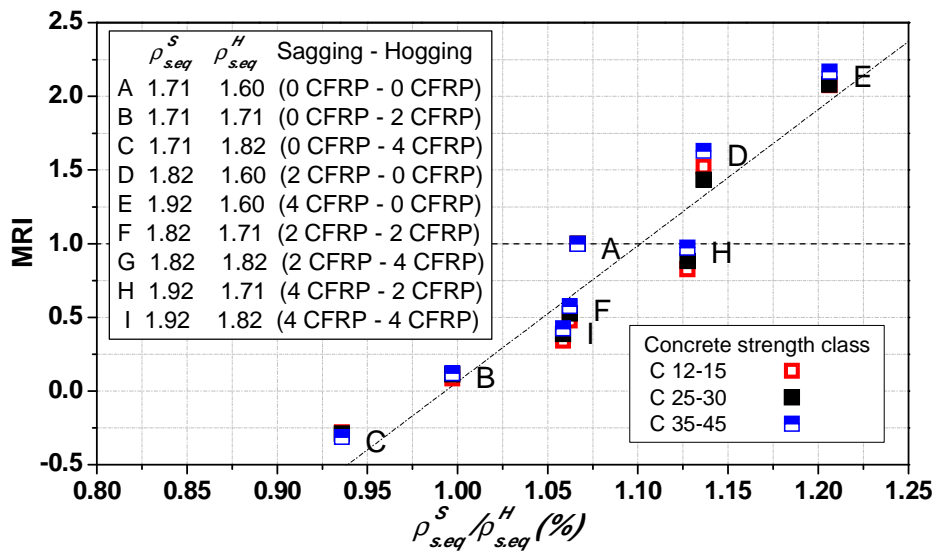 2.5
2.0
1.5
1.0
0.5
0.0
-0.5
MRI
ρ_{s.eq}^S ρ_{s.eq}^H Sagging - Hogging
A 1.71 1.60 (0 CFRP - 0 CFRP)
B 1.71 1.71 (0 CFRP - 2 CFRP)
C 1.71 1.82 (0 CFRP - 4 CFRP)
D 1.82 1.60 (2 CFRP - 0 CFRP)
E 1.92 1.60 (4 CFRP - 0 CFRP)
F 1.82 1.71 (2 CFRP - 2 CFRP)
G 1.82 1.82 (2 CFRP - 4 CFRP)
H 1.92 1.71 (4 CFRP - 2 CFRP)
I 1.92 1.82 (4 CFRP - 4 CFRP)
E
D
A
H
F
I
B
C
Concrete strength class
C 12-15
C 25-30
C 35-45
0.80 0.85 0.90 0.95 1.00 1.05 1.10 1.15 1.20 1.25
ρ_{s.eq}^S/ρ_{s.eq}^H (%)